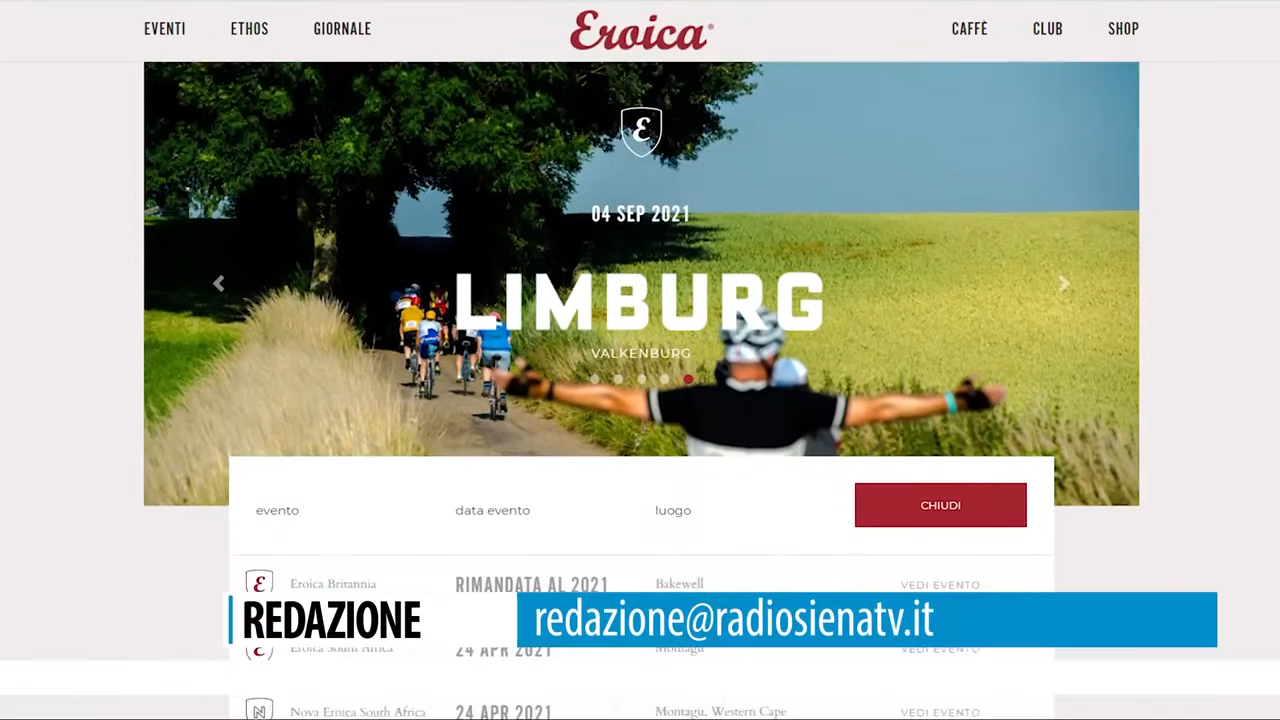 EVENTI ETHOS GIORNALE Eroica® CAFFÈ CLUB SHOP
E
04 SEP 2021
LIMBURG
VALKENBURG
evento data evento luogo CHIUDI
E Eroica Britannia RIMANDATA AL 2021 Bakewell VEDI EVENTO
REDAZIONE redazione@radiosienatv.it
E Eroica South Africa 24 APR 2021 Montagu VEDI EVENTO
N Nova Eroica South Africa 24 APR 2021 Montagu, Western Cape VEDI EVENTO